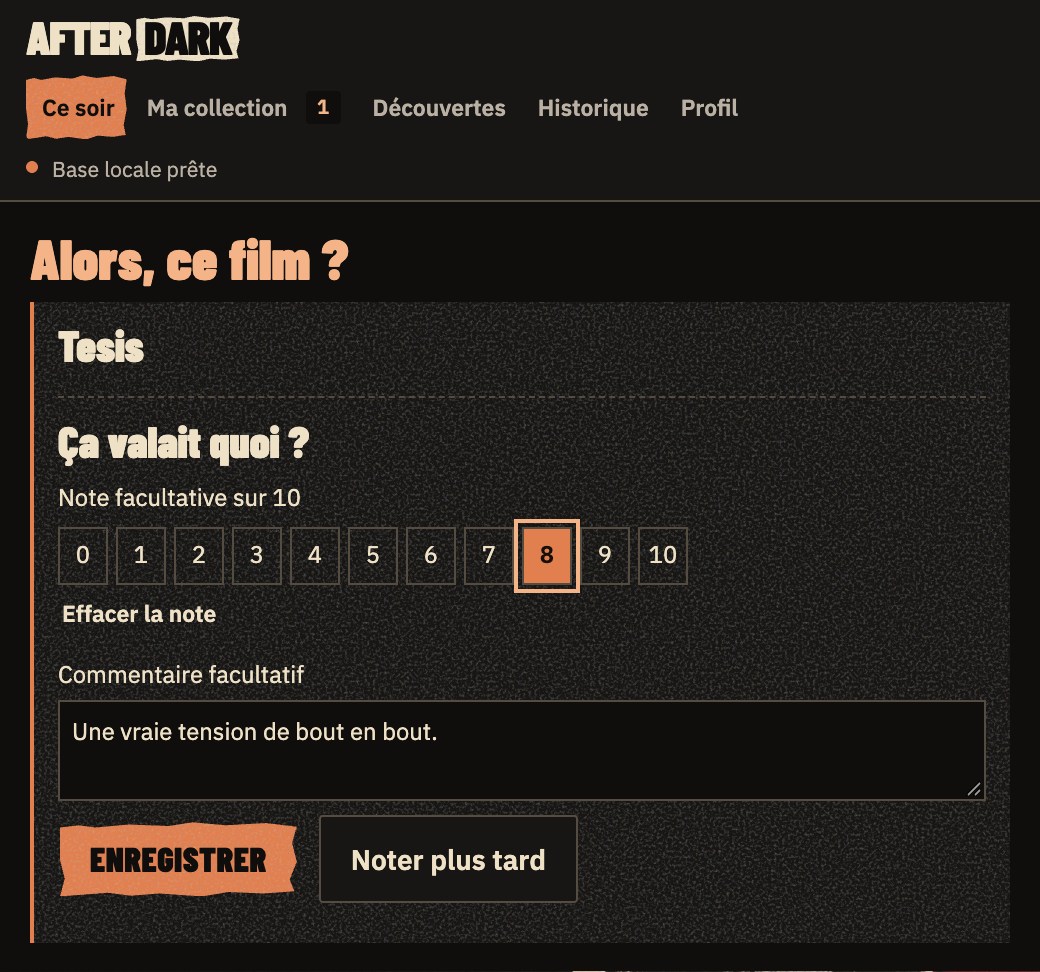 AFTER DARK
Ce soir Ma collection 1 Découvertes Historique Profil
Base locale prête
Alors, ce film ?
Tesis
Ça valait quoi ?
Note facultative sur 10
0 1 2 3 4 5 6 7 8 9 10
Effacer la note
Commentaire facultatif
Une vraie tension de bout en bout.
ENREGISTRER Noter plus tard